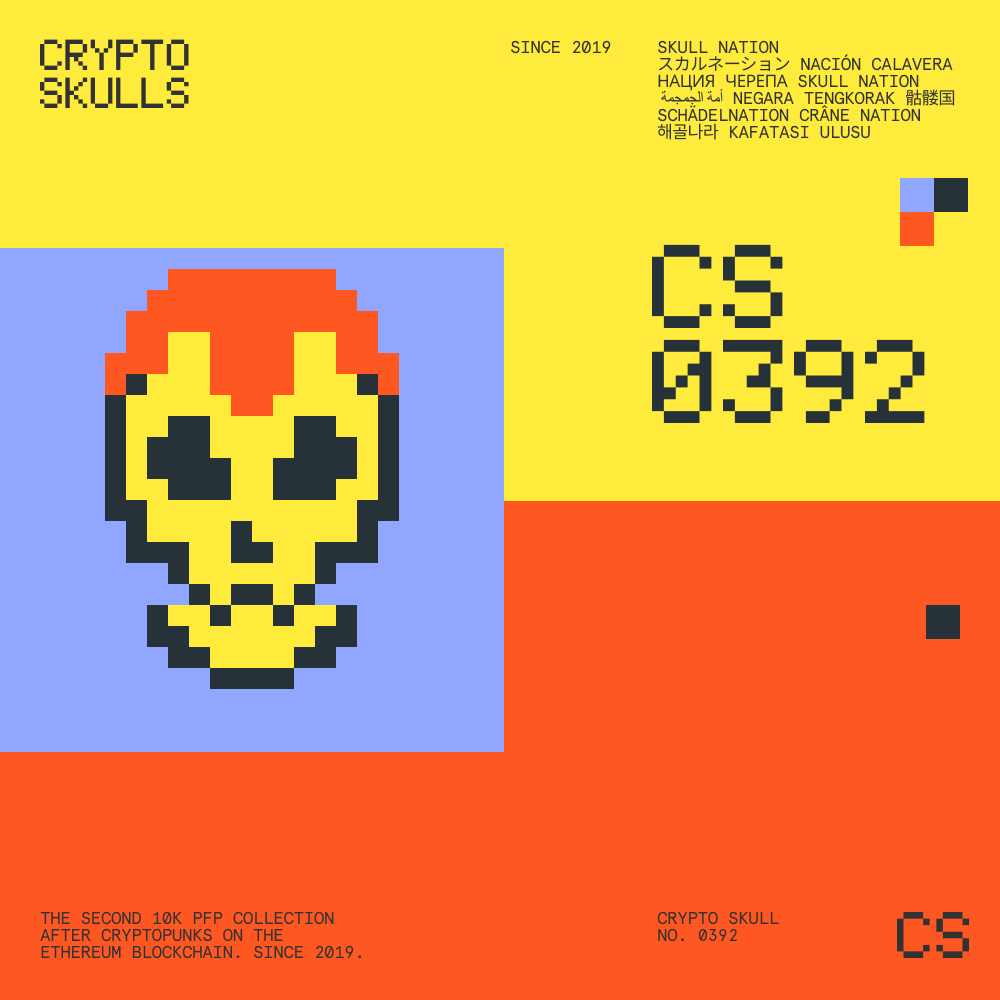 CRYPTO
SKULLS
SINCE 2019
SKULL NATION
スカルネーション NACIÓN CALAVERA
НАЦИЯ ЧЕРЕПА SKULL NATION
أمة الجمجمة NEGARA TENGKORAK 骷髅国
SCHÄDELNATION CRÂNE NATION
해골나라 KAFATASI ULUSU
CS
0392
THE SECOND 10K PFP COLLECTION
AFTER CRYPTOPUNKS ON THE
ETHEREUM BLOCKCHAIN. SINCE 2019.
CRYPTO SKULL
NO. 0392
CS